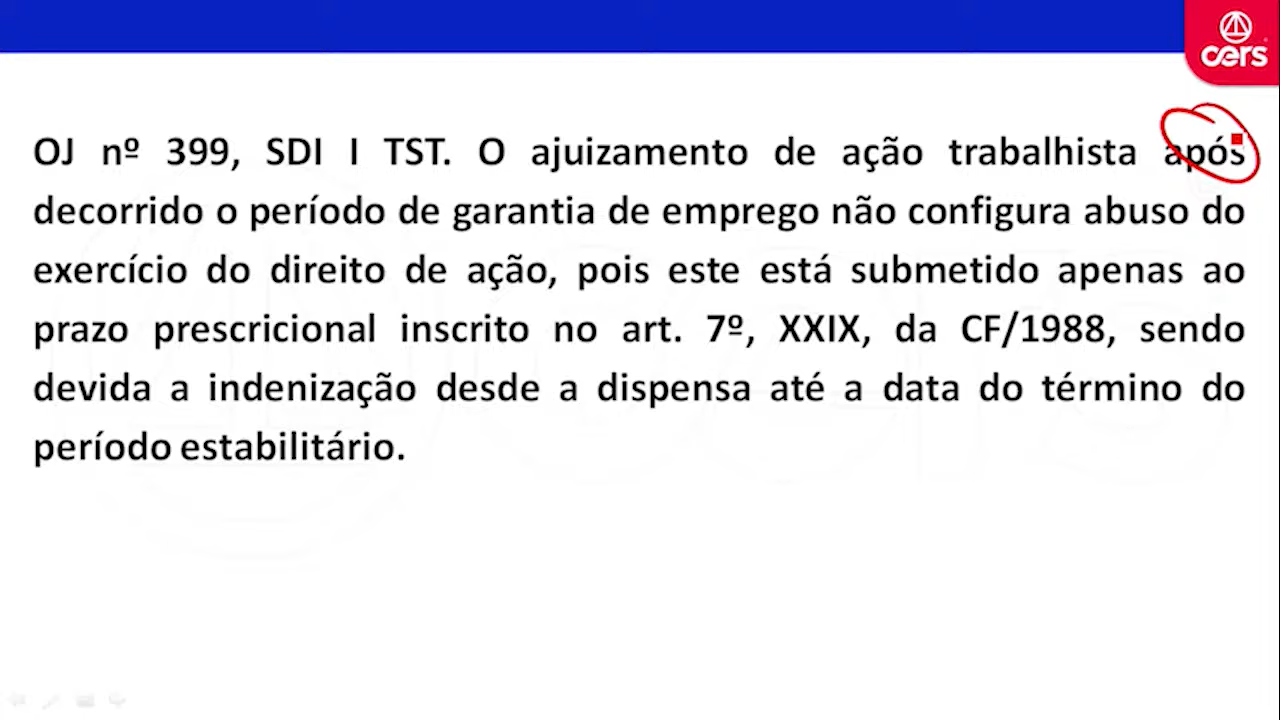 cers
OJ nº 399, SDI I TST. O ajuizamento de ação trabalhista após
decorrido o período de garantia de emprego não configura abuso do
exercício do direito de ação, pois este está submetido apenas ao
prazo prescricional inscrito no art. 7º, XXIX, da CF/1988, sendo
devida a indenização desde a dispensa até a data do término do
período estabilitário.